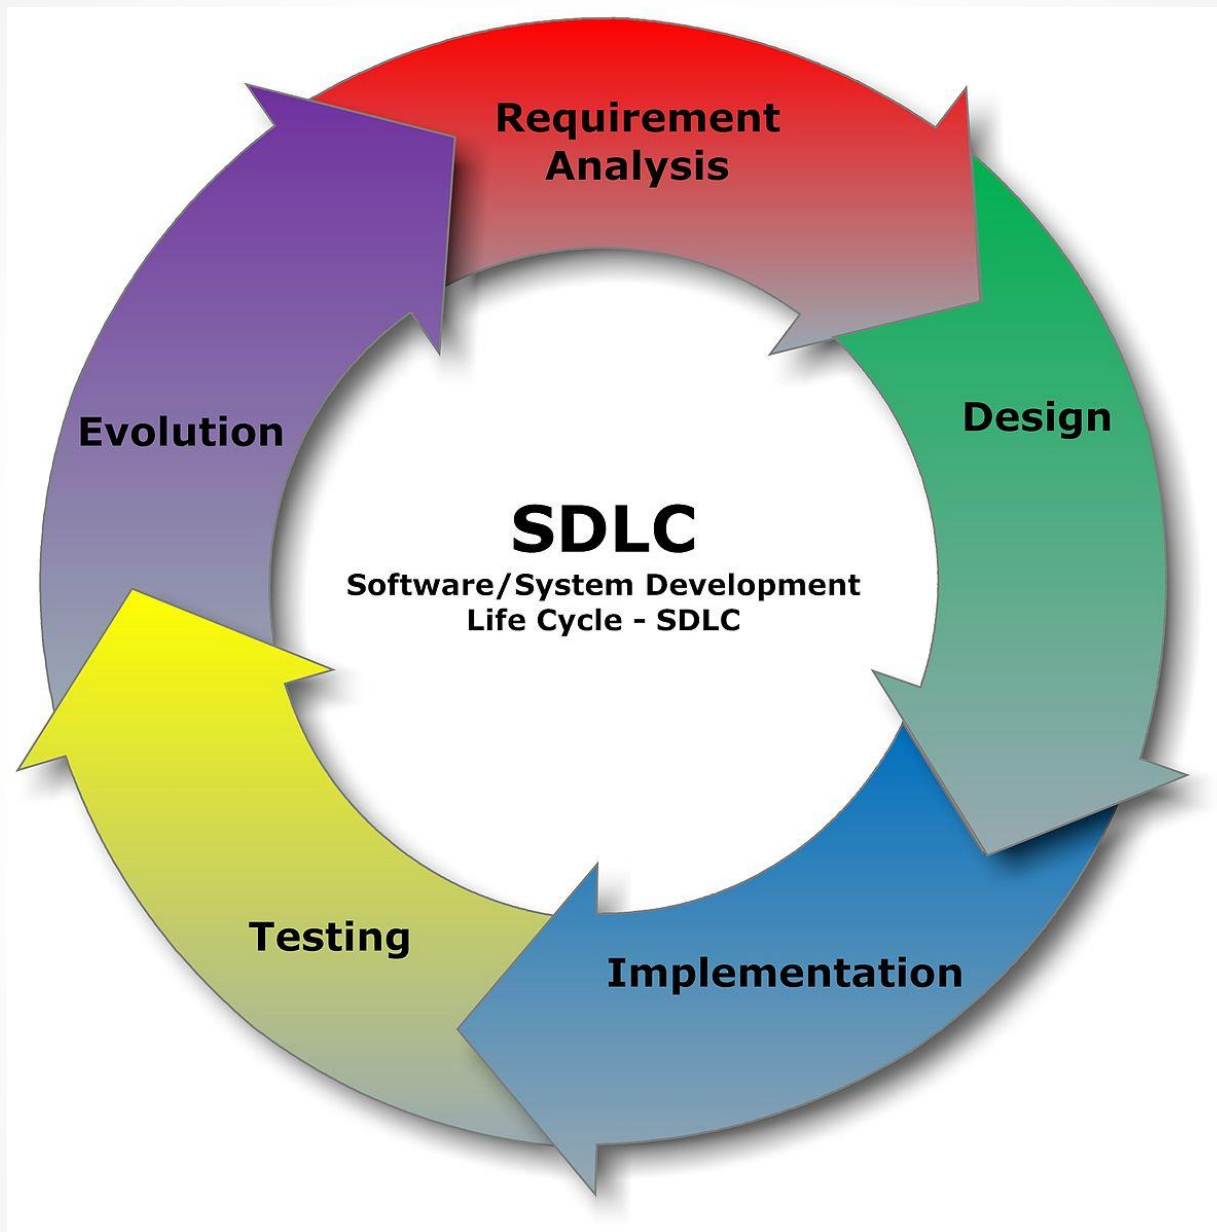 Requirement
Analysis
Design
Implementation
Testing
Evolution
SDLC
Software/System Development
Life Cycle - SDLC